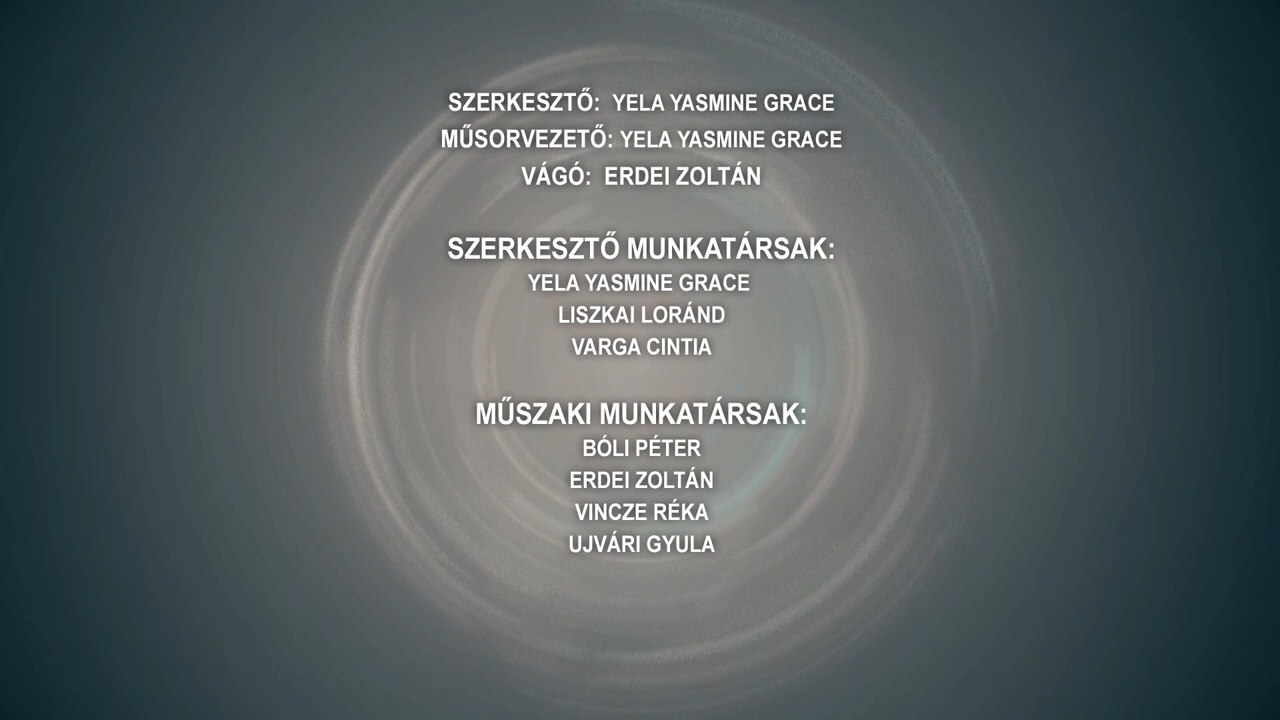 SZERKESZTŐ: YELA YASMINE GRACE
MŰSORVEZETŐ: YELA YASMINE GRACE
VÁGÓ: ERDEI ZOLTÁN
SZERKESZTŐ MUNKATÁRSAK:
YELA YASMINE GRACE
LISZKAI LORÁND
VARGA CINTIA
MŰSZAKI MUNKATÁRSAK:
BÓLI PÉTER
ERDEI ZOLTÁN
VINCZE RÉKA
UJVÁRI GYULA